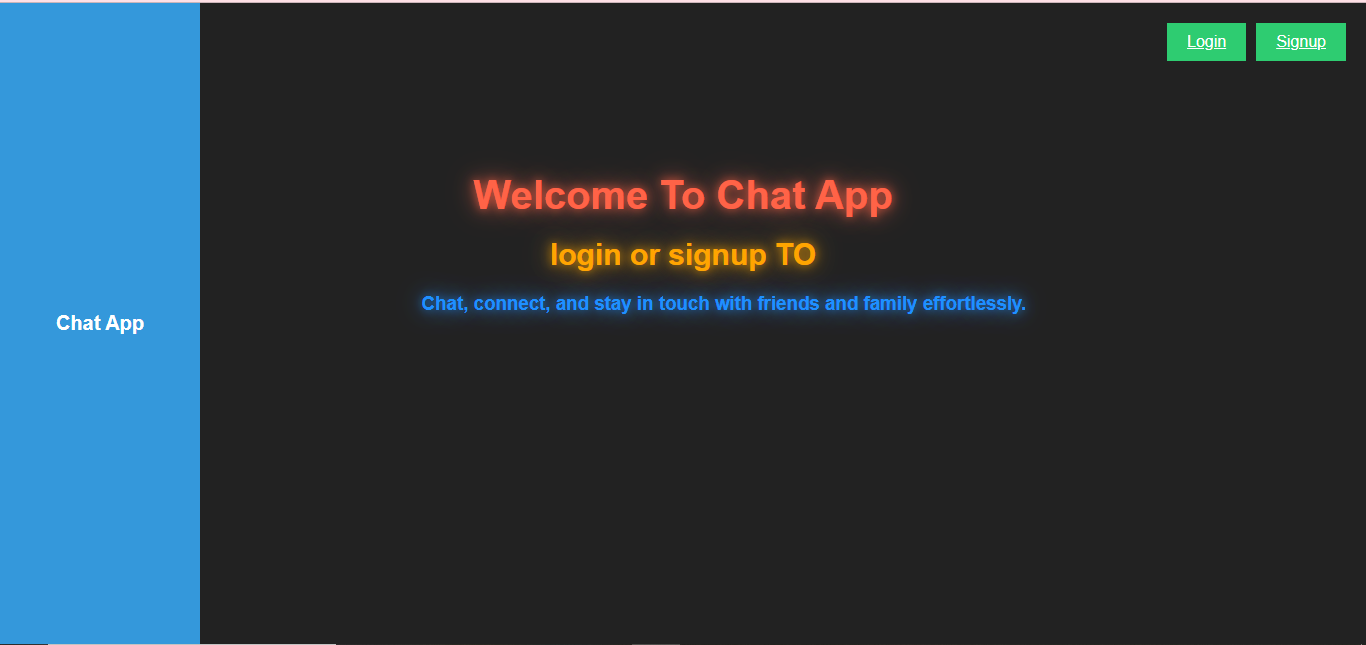 Login
Signup
Welcome To Chat App
login or signup TO
Chat, connect, and stay in touch with friends and family effortlessly.
Chat App